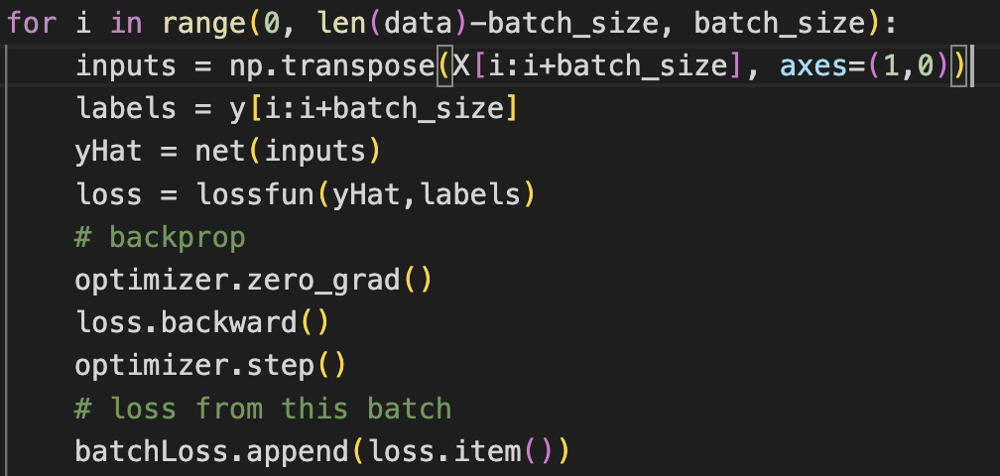 for i in range(0, len(data)-batch_size, batch_size):
    inputs = np.transpose(X[i:i+batch_size], axes=(1,0))
    labels = y[i:i+batch_size]
    yHat = net(inputs)
    loss = lossfun(yHat,labels)
    # backprop
    optimizer.zero_grad()
    loss.backward()
    optimizer.step()
    # loss from this batch
    batchLoss.append(loss.item())